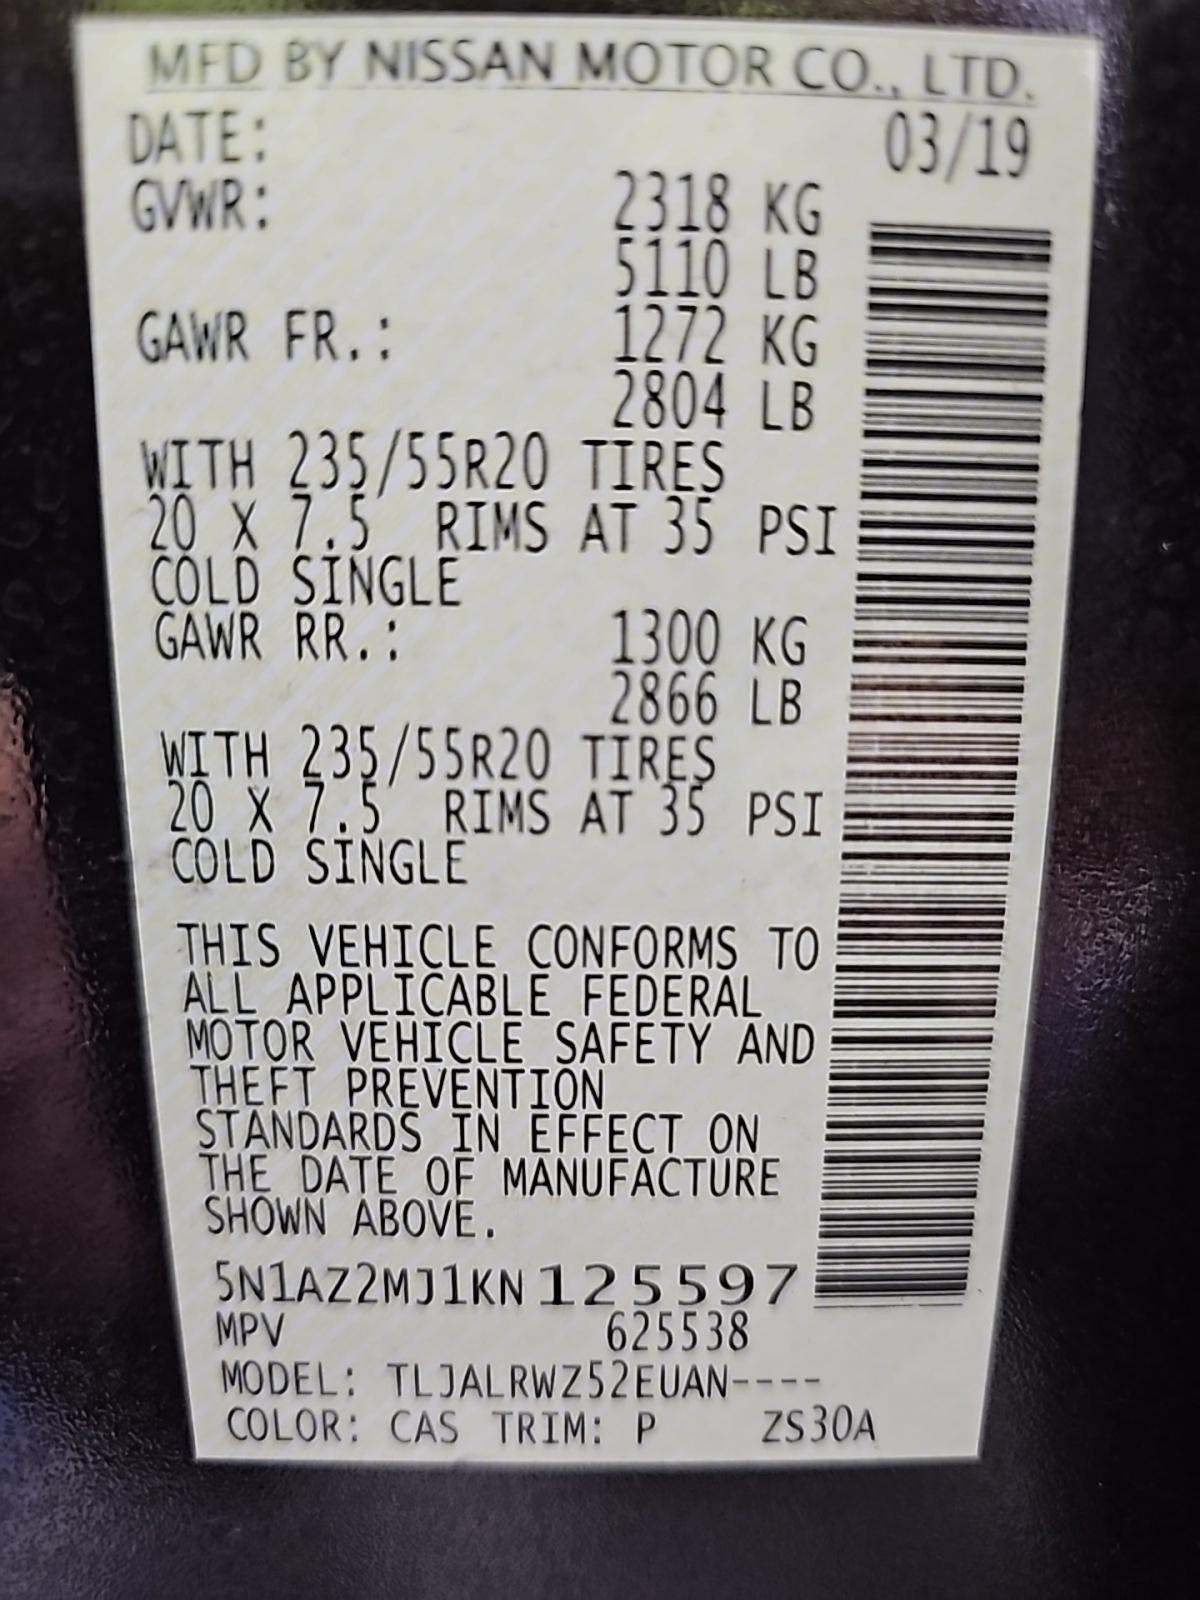 MFD BY NISSAN MOTOR CO., LTD.
DATE: 03/19
GVWR: 2318 KG
5110 LB
GAWR FR.: 1272 KG
2804 LB
WITH 235/55R20 TIRES
20 X 7.5 RIMS AT 35 PSI
COLD SINGLE
GAWR RR.: 1300 KG
2866 LB
WITH 235/55R20 TIRES
20 X 7.5 RIMS AT 35 PSI
COLD SINGLE
THIS VEHICLE CONFORMS TO
ALL APPLICABLE FEDERAL
MOTOR VEHICLE SAFETY AND
THEFT PREVENTION
STANDARDS IN EFFECT ON
THE DATE OF MANUFACTURE
SHOWN ABOVE.
5N1AZ2MJ1KN125597
MPV 625538
MODEL: TLJALRWZ52EUAN----
COLOR: CAS TRIM: P ZS30A